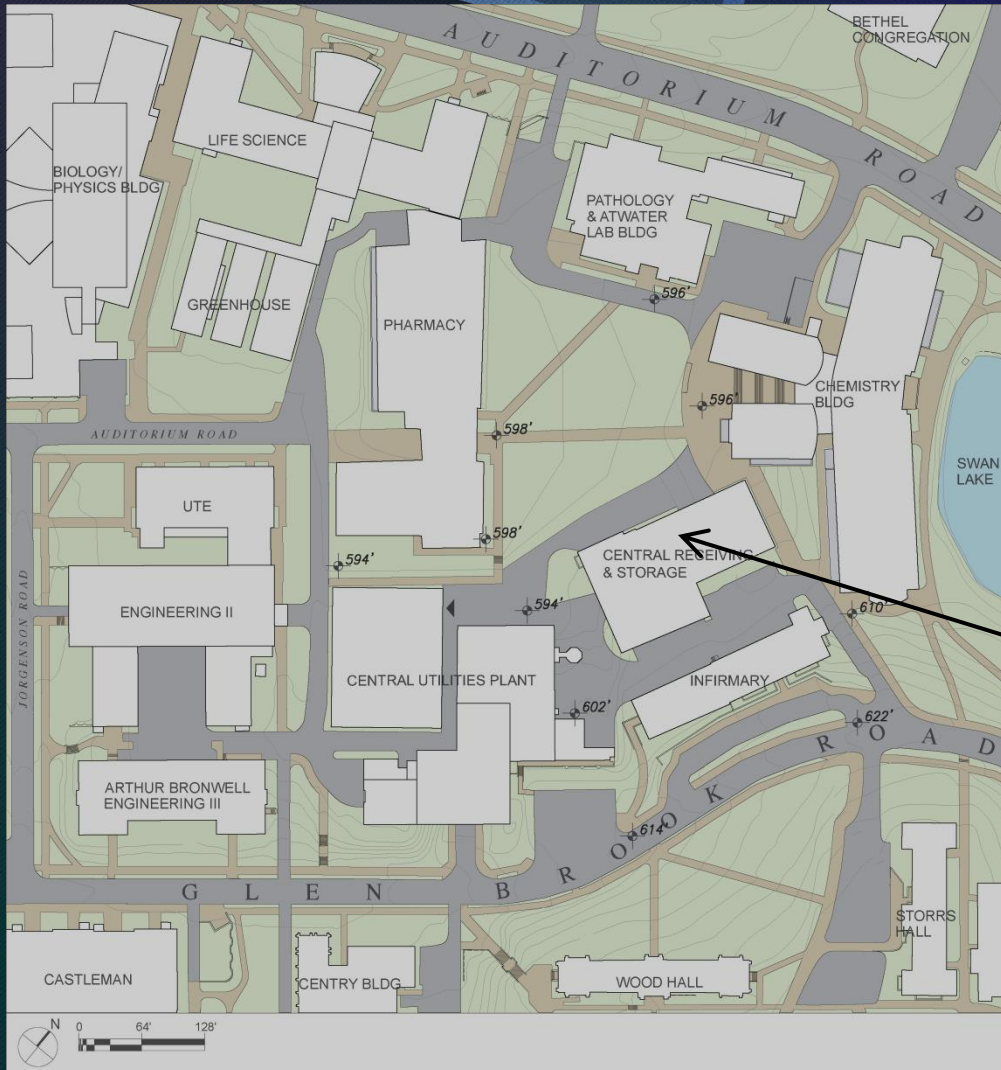 BETHEL
CONGREGATION
AUDITORIUM ROAD
LIFE SCIENCE
BIOLOGY/
PHYSICS BLDG
PATHOLOGY
& ATWATER
LAB BLDG
GREENHOUSE
596'
PHARMACY
CHEMISTRY
BLDG
596'
598'
AUDITORIUM ROAD
SWAN
LAKE
UTE
598'
CENTRAL RECEIVING
& STORAGE
594'
JORGENSON ROAD
ENGINEERING II
594'
610'
CENTRAL UTILITIES PLANT
INFIRMARY
602'
622'
ARTHUR BRONWELL
ENGINEERING III
614'
GLEN BROOK ROAD
STORRS
HALL
CASTLEMAN
CENTRY BLDG
WOOD HALL
N
0 64' 128'